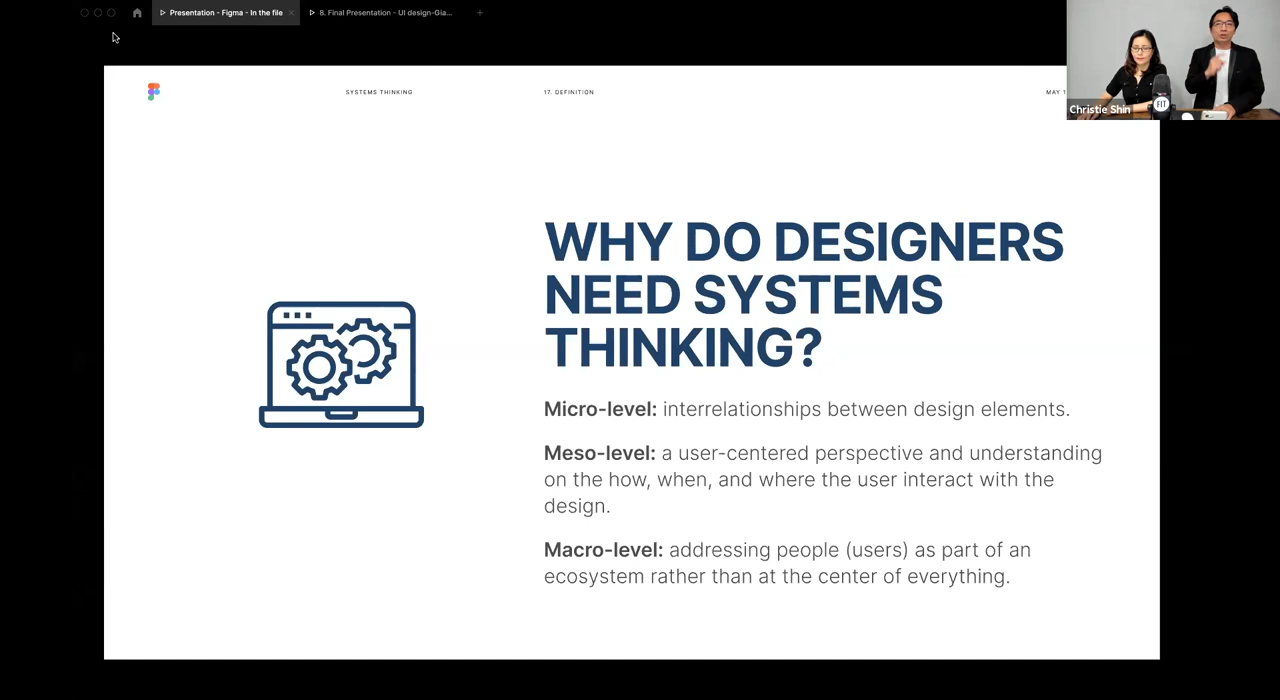 Presentation - Figma - In the file
8. Final Presentation - UI design-Gia...
SYSTEMS THINKING
17. DEFINITION
MAY 1
Christie Shin
FIT
WHY DO DESIGNERS
NEED SYSTEMS
THINKING?
Micro-level: interrelationships between design elements.
Meso-level: a user-centered perspective and understanding
on the how, when, and where the user interact with the
design.
Macro-level: addressing people (users) as part of an
ecosystem rather than at the center of everything.